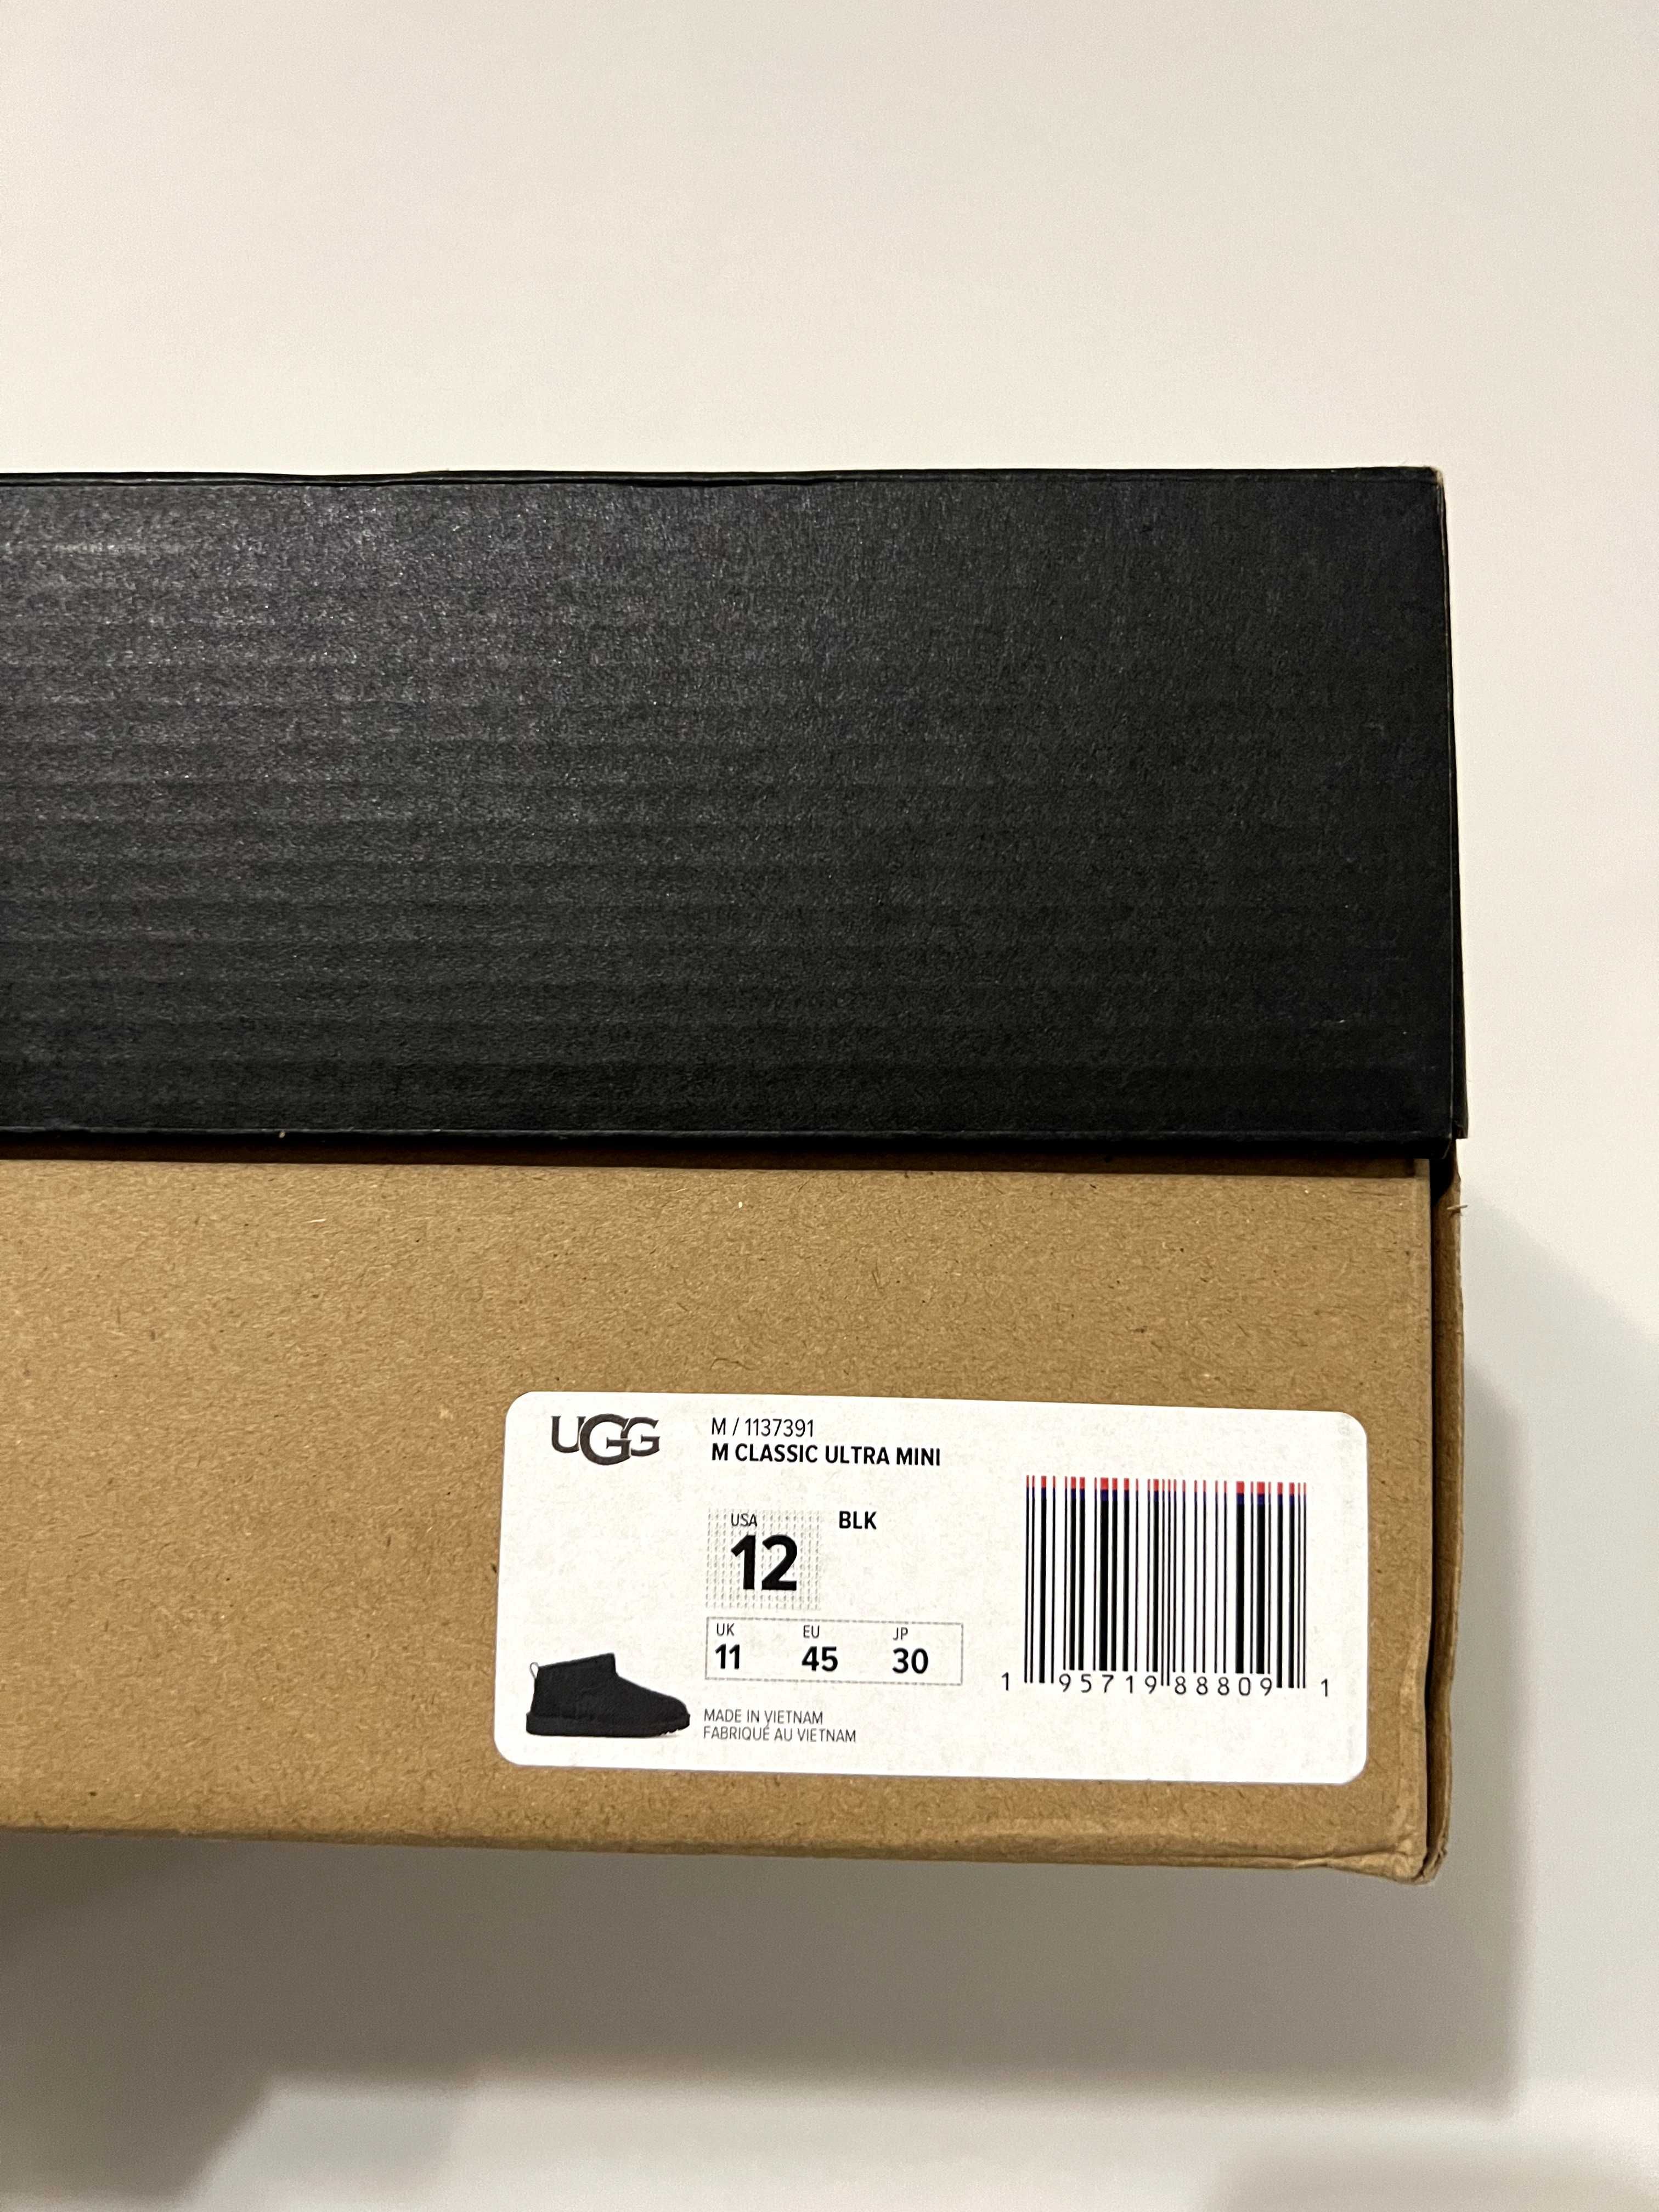 UGG
M / 1137391
M CLASSIC ULTRA MINI
USA
12
BLK
UK EU JP
11 45 30
MADE IN VIETNAM
FABRIQUÉ AU VIETNAM
1 95719 88809 1